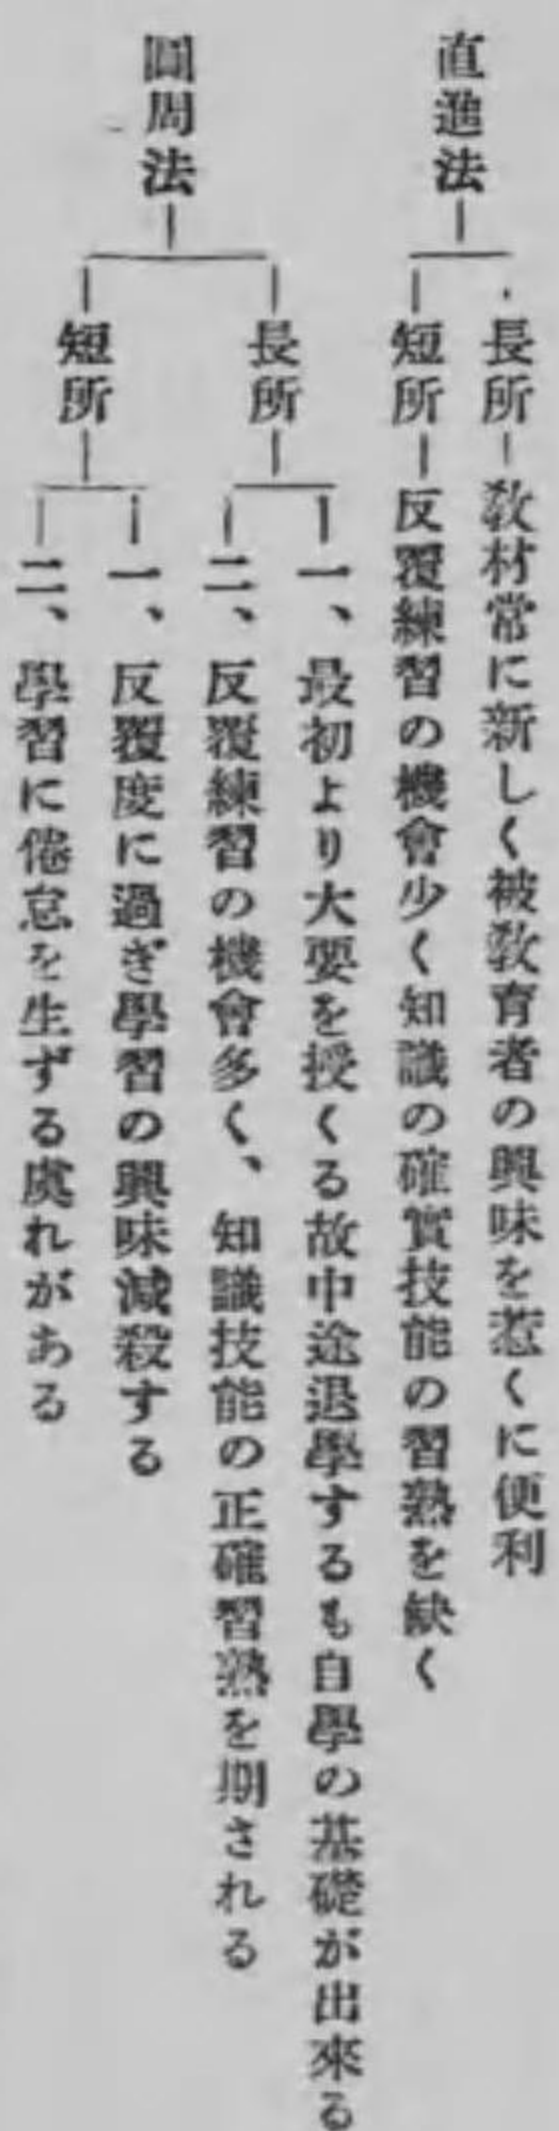 直進法
長所 教材常に新しく被教育者の興味を惹くに便利
短所 反覆練習の機會少く知識の確實技能の習熟を缺く
圓周法
長所
一、最初より大要を授くる故中途退學するも自學の基礎が出來る
二、反覆練習の機會多く、知識技能の正確習熟を期される
短所
一、反覆度に過ぎ學習の興味減殺する
二、學習に倦怠を生ずる虞れがある